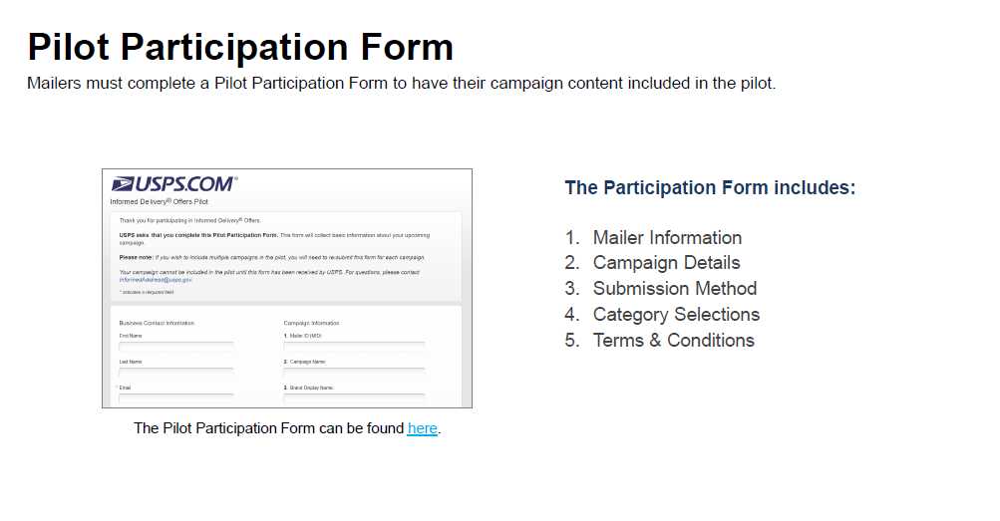 Pilot Participation Form
Mailers must complete a Pilot Participation Form to have their campaign content included in the pilot.
USPS.COM®
Informed Delivery® Offers Pilot
Thank you for participating in Informed Delivery® Offers.
USPS asks that you complete this Pilot Participation Form. This form will collect basic information about your upcoming
campaign.
Please note: If you wish to include multiple campaigns in the pilot, you will need to re-submit this form for each campaign.
Your campaign cannot be included in the pilot until this form has been received by USPS. For questions, please contact
InformedAddress@usps.gov.
* indicates a required field
Business Contact Information
First Name
Last Name
* Email
Campaign Information
1. Mailer ID (MID)
2. Campaign Name
3. Brand Display Name
The Pilot Participation Form can be found here.
The Participation Form includes:
1. Mailer Information
2. Campaign Details
3. Submission Method
4. Category Selections
5. Terms & Conditions